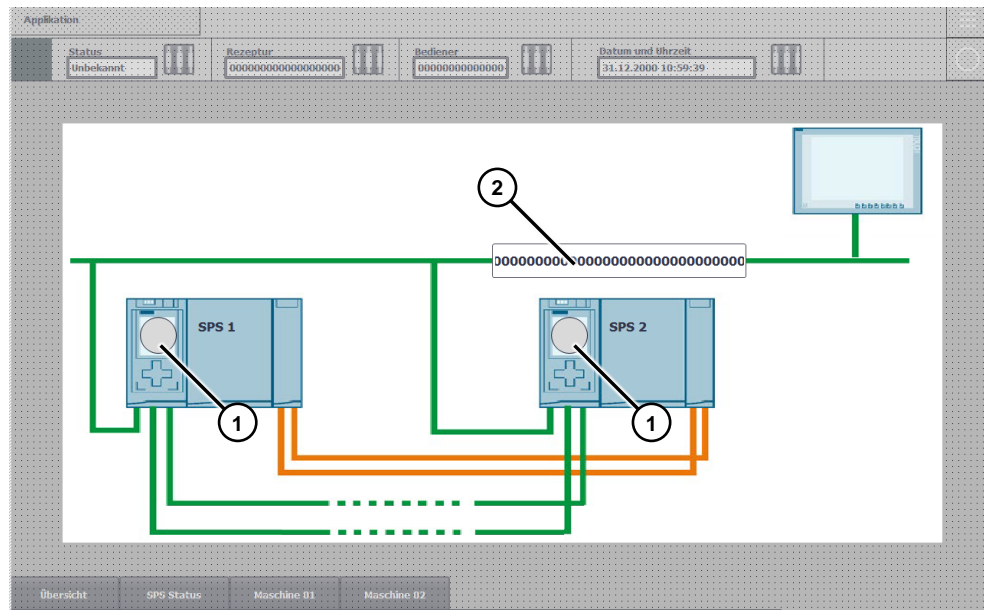 Applikation
Status
Rezeptur
Bediener
Datum und Uhrzeit
Unbekannt
000000000000000000
00000000000000
31.12.2000 10:59:39
2
SPS 1
SPS 2
1
1
Übersicht
SPS Status
Maschine 01
Maschine 02